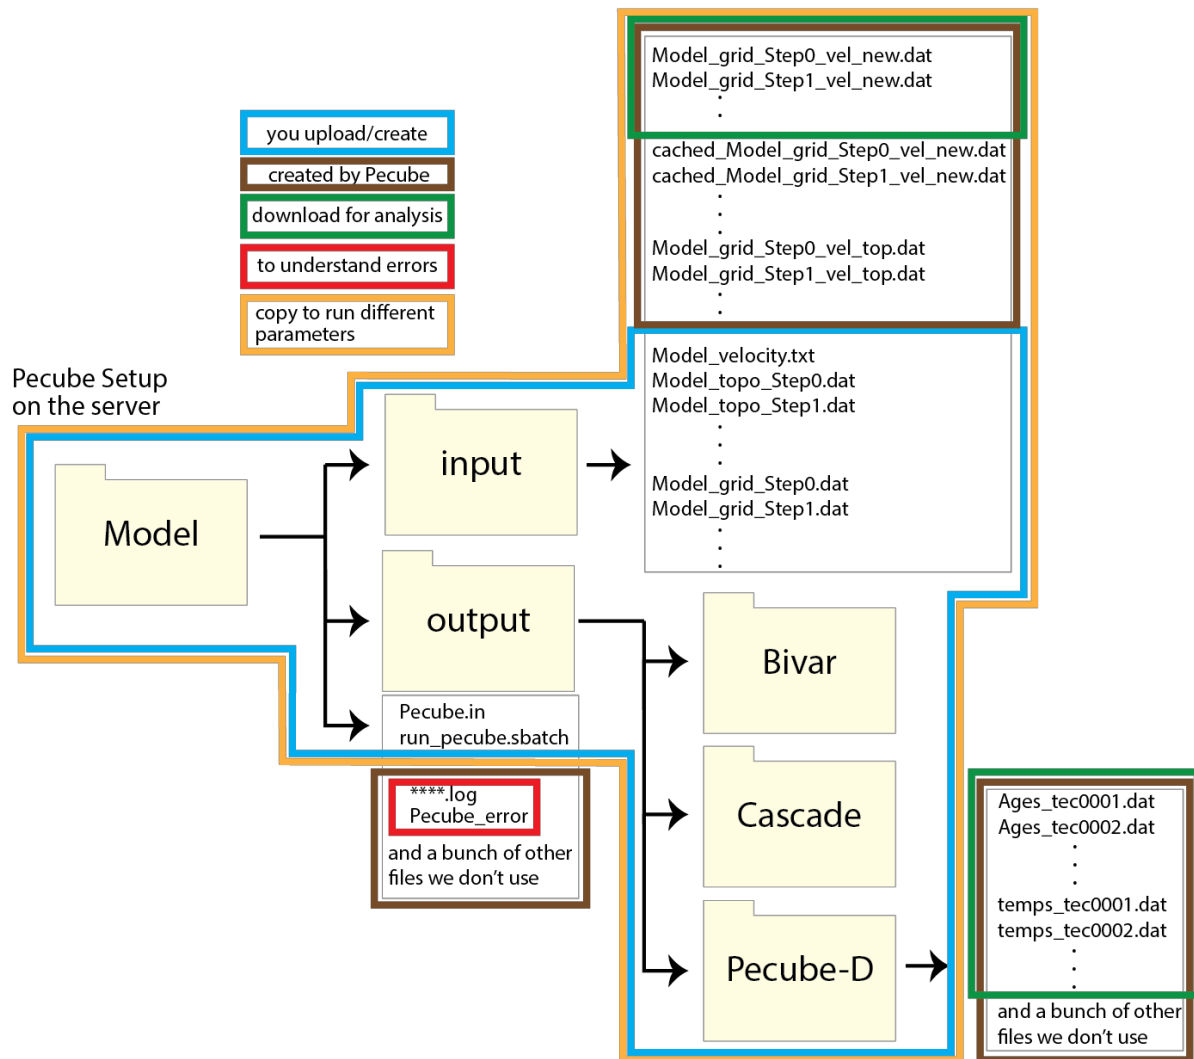 you upload/create
created by Pecube
download for analysis
to understand errors
copy to run different
parameters
Pecube Setup
on the server
Model
input
output
Pecube.in
run_pecube.sbatch
****.log
Pecube_error
and a bunch of other
files we don't use
Model_grid_Step0_vel_new.dat
Model_grid_Step1_vel_new.dat
.
.
cached_Model_grid_Step0_vel_new.dat
cached_Model_grid_Step1_vel_new.dat
.
.
.
Model_grid_Step0_vel_top.dat
Model_grid_Step1_vel_top.dat
.
.
Model_velocity.txt
Model_topo_Step0.dat
Model_topo_Step1.dat
.
.
.
Model_grid_Step0.dat
Model_grid_Step1.dat
.
.
.
Bivar
Cascade
Pecube-D
Ages_tec0001.dat
Ages_tec0002.dat
.
.
.
temps_tec0001.dat
temps_tec0002.dat
.
.
.
and a bunch of other
files we don't use